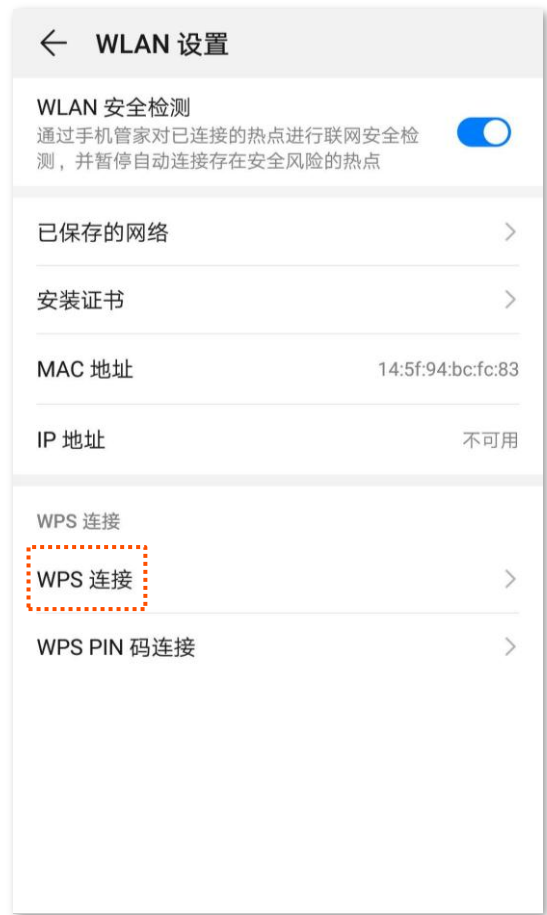 WLAN 设置
WLAN 安全检测
通过手机管家对已连接的热点进行联网安全检
测，并暂停自动连接存在安全风险的热点
已保存的网络
安装证书
MAC 地址 14:5f:94:bc:fc:83
IP 地址 不可用
WPS 连接
WPS 连接
WPS PIN 码连接